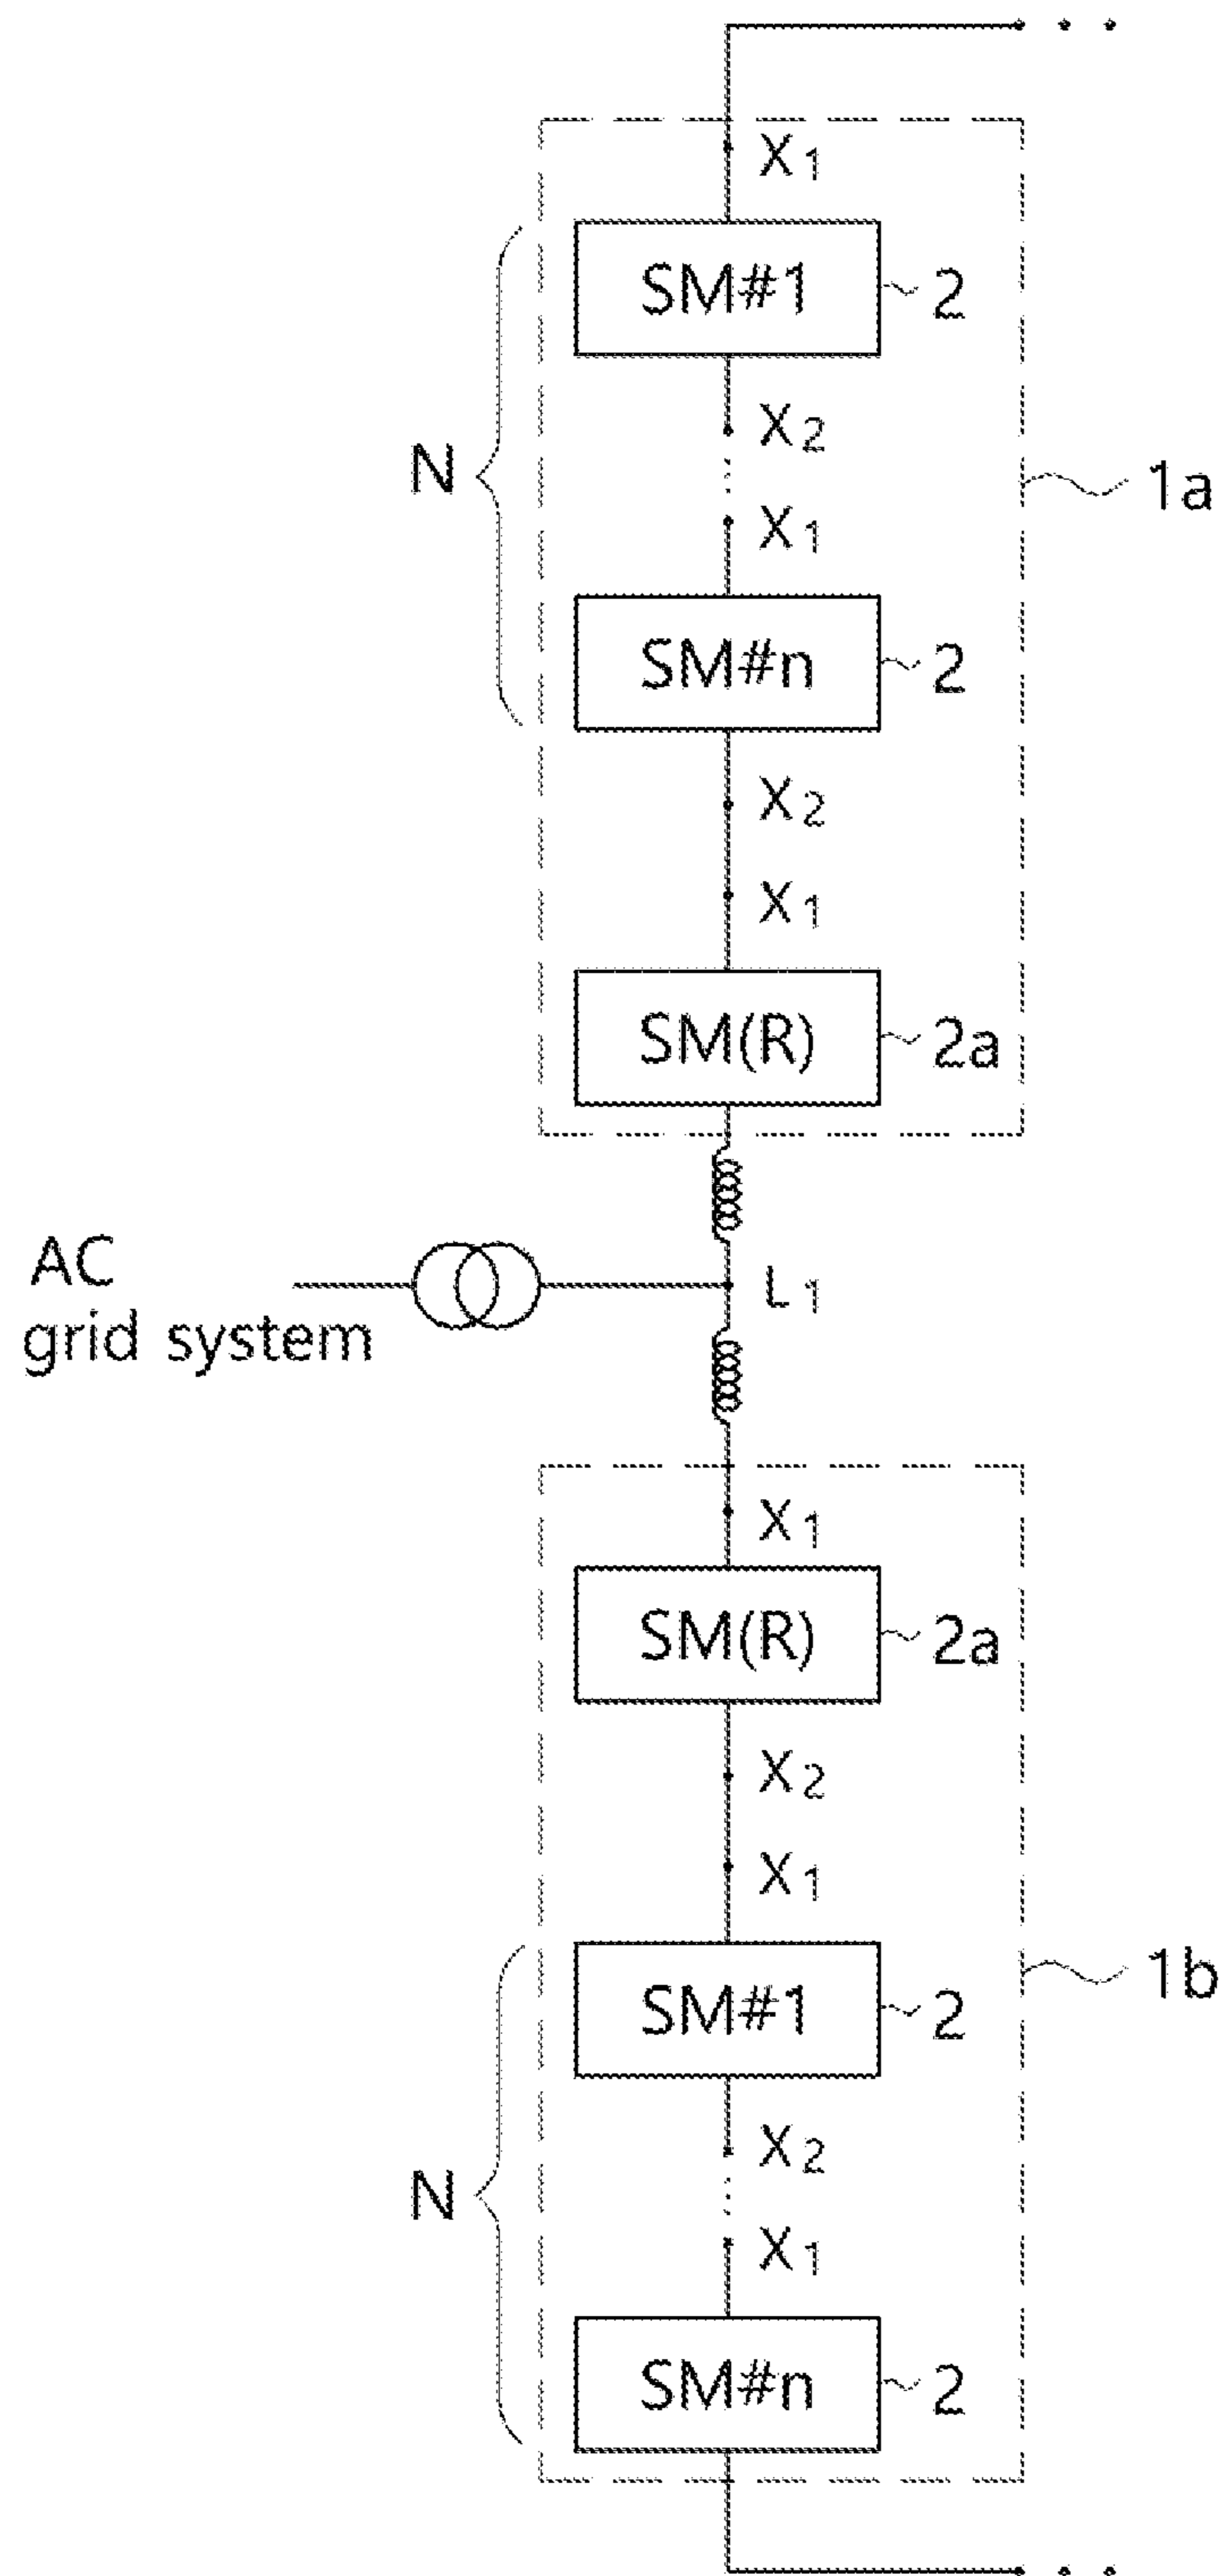 X₁
SM#1 2
X₂
N
1a
X₁
SM#n 2
X₂
X₁
SM(R) 2a
AC
grid system
L₁
X₁
SM(R) 2a
X₂
X₁
1b
SM#1 2
X₂
N
X₁
SM#n 2